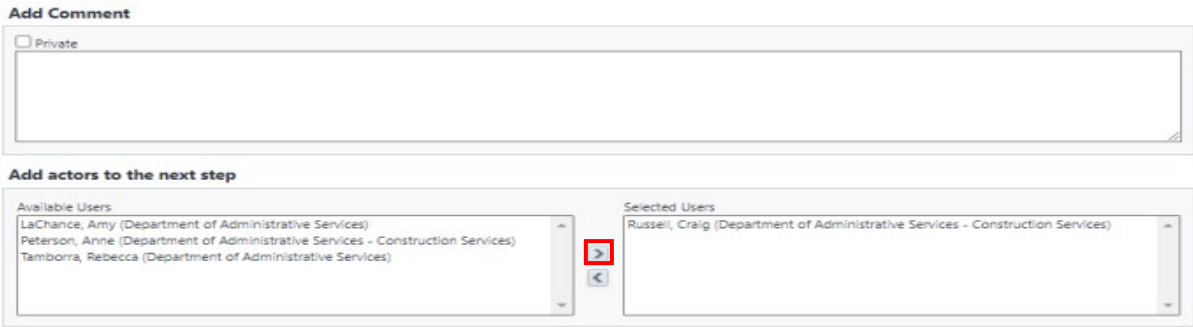 Add Comment
Private
Add actors to the next step
Available Users
LaChance, Amy (Department of Administrative Services)
Peterson, Anne (Department of Administrative Services - Construction Services)
Tamborra, Rebecca (Department of Administrative Services)
>
<
Selected Users
Russell, Craig (Department of Administrative Services - Construction Services)